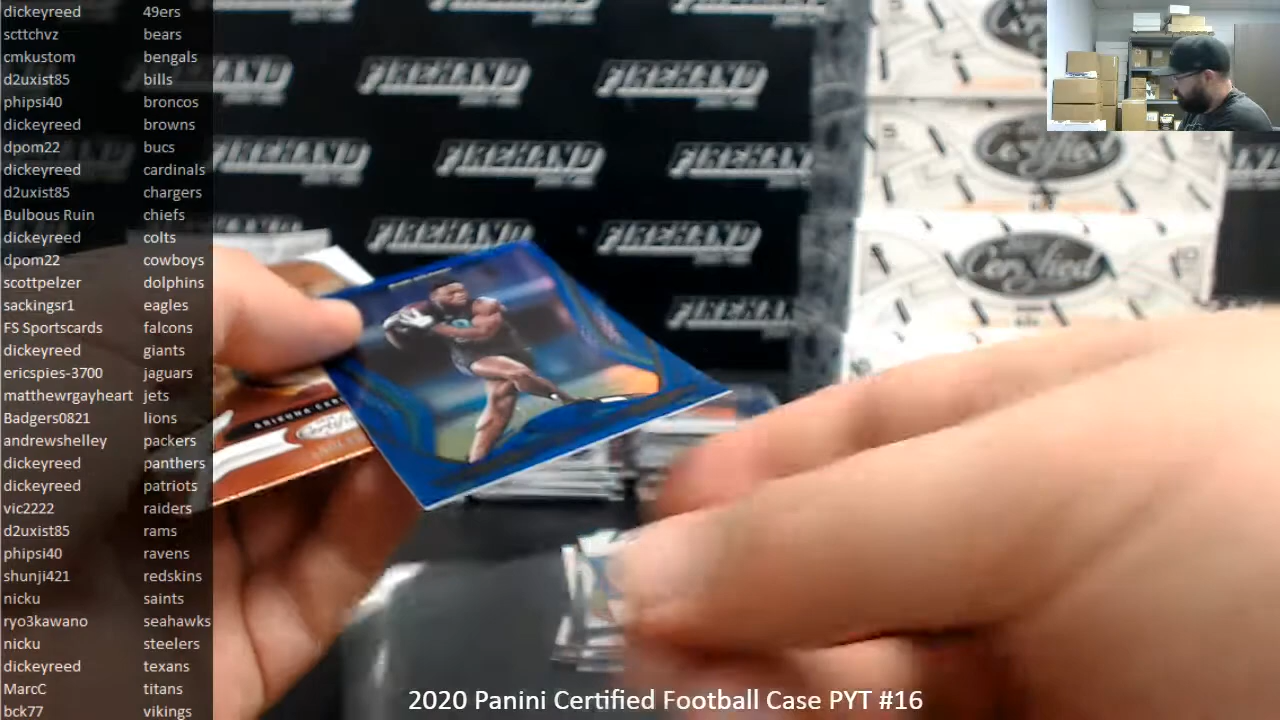 dickeyreed 49ers
scttchvz bears
cmkustom bengals
d2uxist85 bills
phipsi40 broncos
dickeyreed browns
dpom22 bucs
dickeyreed cardinals
d2uxist85 chargers
Bulbous Ruin chiefs
dickeyreed colts
dpom22 cowboys
scottpelzer dolphins
sackingsr1 eagles
FS Sportscards falcons
dickeyreed giants
ericspies-3700 jaguars
matthewrgayheart jets
Badgers0821 lions
andrewshelley packers
dickeyreed panthers
dickeyreed patriots
vic2222 raiders
d2uxist85 rams
phipsi40 ravens
shunji421 redskins
nicku saints
ryo3kawano seahawks
nicku steelers
dickeyreed texans
MarcC titans
bck77 vikings
FIREHAND FIREHAND
FIREHAND FIREHAND FIREHAND
FIREHAND FIREHAND
FIREHAND
Certified
Certified
2020 Panini Certified Football Case PYT #16